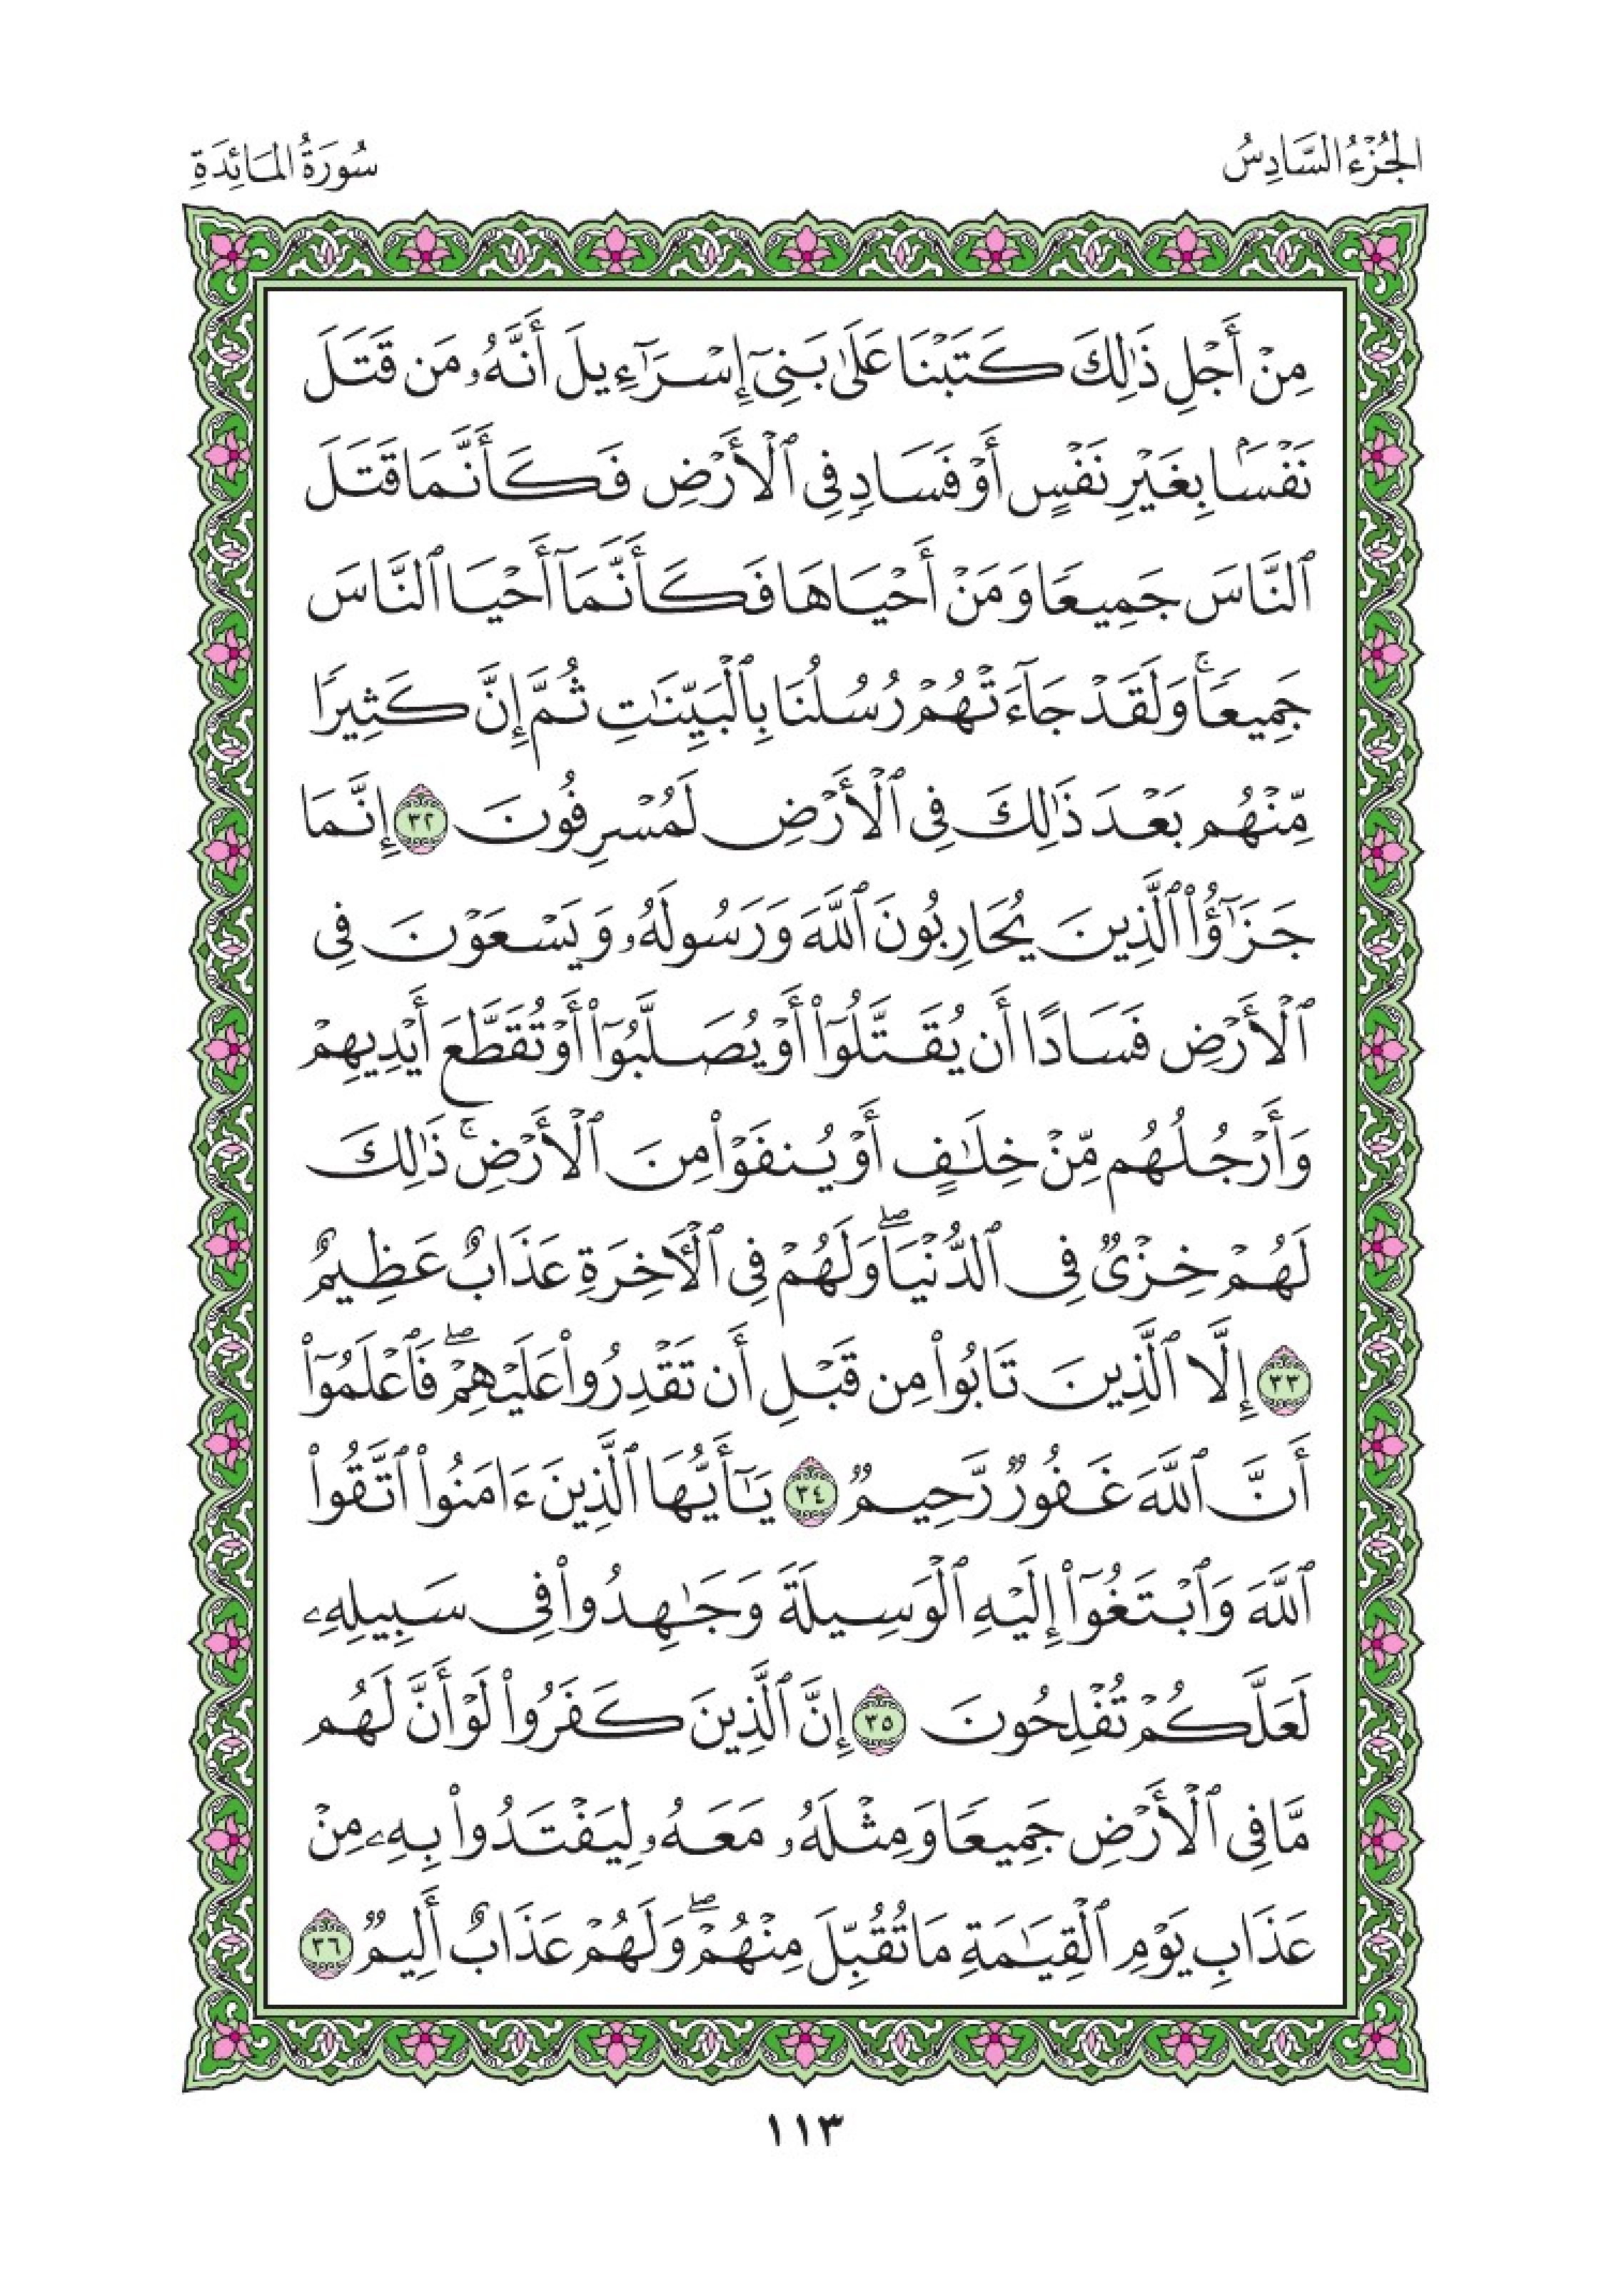 الجُزْءُ السَّادِسُ
سُورَةُ المَائِدَةِ
مِنْ أَجْلِ ذَٰلِكَ كَتَبْنَا عَلَىٰ بَنِىٓ إِسْرَٰٓءِيلَ أَنَّهُۥ مَن قَتَلَ
نَفْسَۢا بِغَيْرِ نَفْسٍ أَوْ فَسَادٍ فِى ٱلْأَرْضِ فَكَأَنَّمَا قَتَلَ
ٱلنَّاسَ جَمِيعًا وَمَنْ أَحْيَاهَا فَكَأَنَّمَآ أَحْيَا ٱلنَّاسَ
جَمِيعًاۚ وَلَقَدْ جَآءَتْهُمْ رُسُلُنَا بِٱلْبَيِّنَٰتِ ثُمَّ إِنَّ كَثِيرًا
مِّنْهُم بَعْدَ ذَٰلِكَ فِى ٱلْأَرْضِ لَمُسْرِفُونَ ٣٢ إِنَّمَا
جَزَٰٓؤُا۟ ٱلَّذِينَ يُحَارِبُونَ ٱللَّهَ وَرَسُولَهُۥ وَيَسْعَوْنَ فِى
ٱلْأَرْضِ فَسَادًا أَن يُقَتَّلُوٓا۟ أَوْ يُصَلَّبُوٓا۟ أَوْ تُقَطَّعَ أَيْدِيهِمْ
وَأَرْجُلُهُم مِّنْ خِلَٰفٍ أَوْ يُنفَوْا۟ مِنَ ٱلْأَرْضِۚ ذَٰلِكَ
لَهُمْ خِزْىٌ فِى ٱلدُّنْيَاۖ وَلَهُمْ فِى ٱلْءَاخِرَةِ عَذَابٌ عَظِيمٌ
٣٣ إِلَّا ٱلَّذِينَ تَابُوا۟ مِن قَبْلِ أَن تَقْدِرُوا۟ عَلَيْهِمْۖ فَٱعْلَمُوٓا۟
أَنَّ ٱللَّهَ غَفُورٌ رَّحِيمٌ ٣٤ يَٰٓأَيُّهَا ٱلَّذِينَ ءَامَنُوا۟ ٱتَّقُوا۟
ٱللَّهَ وَٱبْتَغُوٓا۟ إِلَيْهِ ٱلْوَسِيلَةَ وَجَٰهِدُوا۟ فِى سَبِيلِهِۦ
لَعَلَّكُمْ تُفْلِحُونَ ٣٥ إِنَّ ٱلَّذِينَ كَفَرُوا۟ لَوْ أَنَّ لَهُم
مَّا فِى ٱلْأَرْضِ جَمِيعًا وَمِثْلَهُۥ مَعَهُۥ لِيَفْتَدُوا۟ بِهِۦ مِنْ
عَذَابِ يَوْمِ ٱلْقِيَٰمَةِ مَا تُقُبِّلَ مِنْهُمْۖ وَلَهُمْ عَذَابٌ أَلِيمٌ ٣٦
١١٣